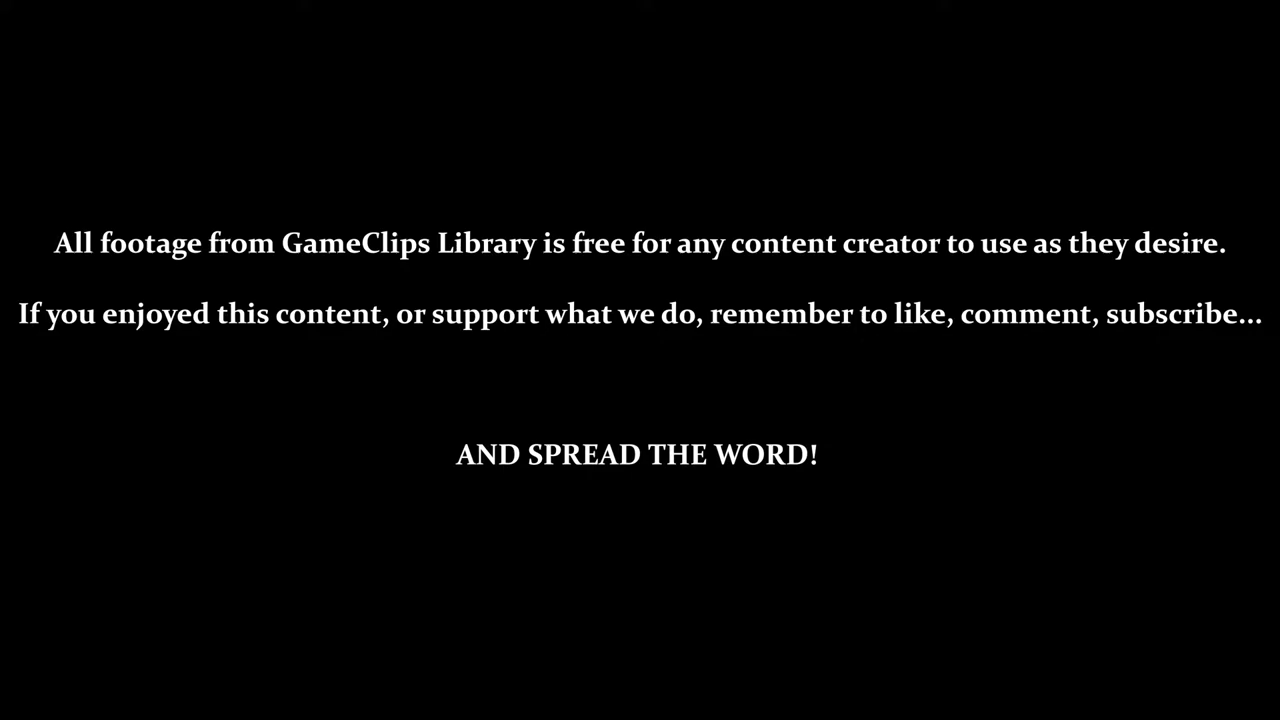 All footage from GameClips Library is free for any content creator to use as they desire.
If you enjoyed this content, or support what we do, remember to like, comment, subscribe...
AND SPREAD THE WORD!